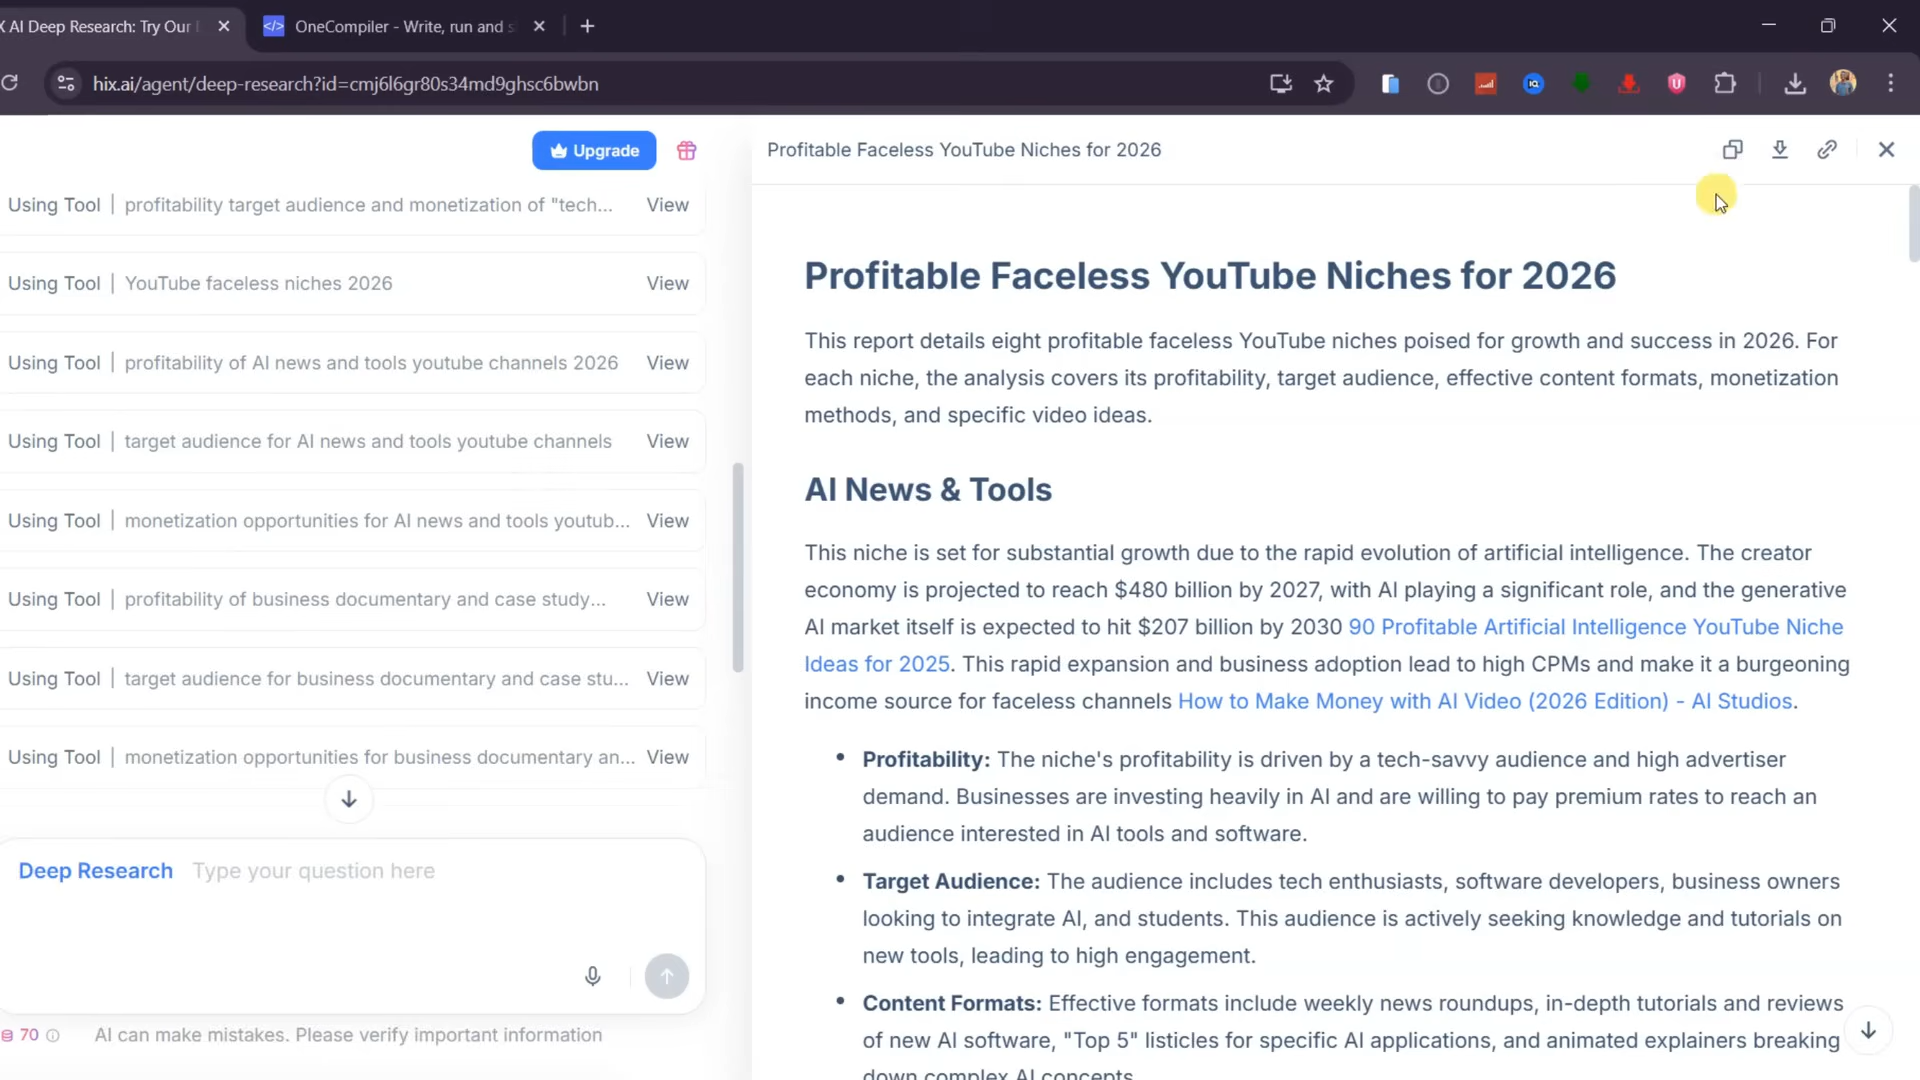 X AI Deep Research: Try Our
OneCompiler - Write, run and s
hix.ai/agent/deep-research?id=cmj6l6gr80s34md9ghsc6bwbn
Upgrade
Using Tool | profitability target audience and monetization of "tech... View
Using Tool | YouTube faceless niches 2026 View
Using Tool | profitability of AI news and tools youtube channels 2026 View
Using Tool | target audience for AI news and tools youtube channels View
Using Tool | monetization opportunities for AI news and tools youtub... View
Using Tool | profitability of business documentary and case study... View
Using Tool | target audience for business documentary and case stu... View
Using Tool | monetization opportunities for business documentary an... View
Deep Research Type your question here
70 AI can make mistakes. Please verify important information
Profitable Faceless YouTube Niches for 2026
Profitable Faceless YouTube Niches for 2026
This report details eight profitable faceless YouTube niches poised for growth and success in 2026. For
each niche, the analysis covers its profitability, target audience, effective content formats, monetization
methods, and specific video ideas.
AI News & Tools
This niche is set for substantial growth due to the rapid evolution of artificial intelligence. The creator
economy is projected to reach $480 billion by 2027, with AI playing a significant role, and the generative
AI market itself is expected to hit $207 billion by 2030 90 Profitable Artificial Intelligence YouTube Niche
Ideas for 2025. This rapid expansion and business adoption lead to high CPMs and make it a burgeoning
income source for faceless channels How to Make Money with AI Video (2026 Edition) - AI Studios.
• Profitability: The niche's profitability is driven by a tech-savvy audience and high advertiser
demand. Businesses are investing heavily in AI and are willing to pay premium rates to reach an
audience interested in AI tools and software.
• Target Audience: The audience includes tech enthusiasts, software developers, business owners
looking to integrate AI, and students. This audience is actively seeking knowledge and tutorials on
new tools, leading to high engagement.
• Content Formats: Effective formats include weekly news roundups, in-depth tutorials and reviews
of new AI software, "Top 5" listicles for specific AI applications, and animated explainers breaking
down complex AI concepts.